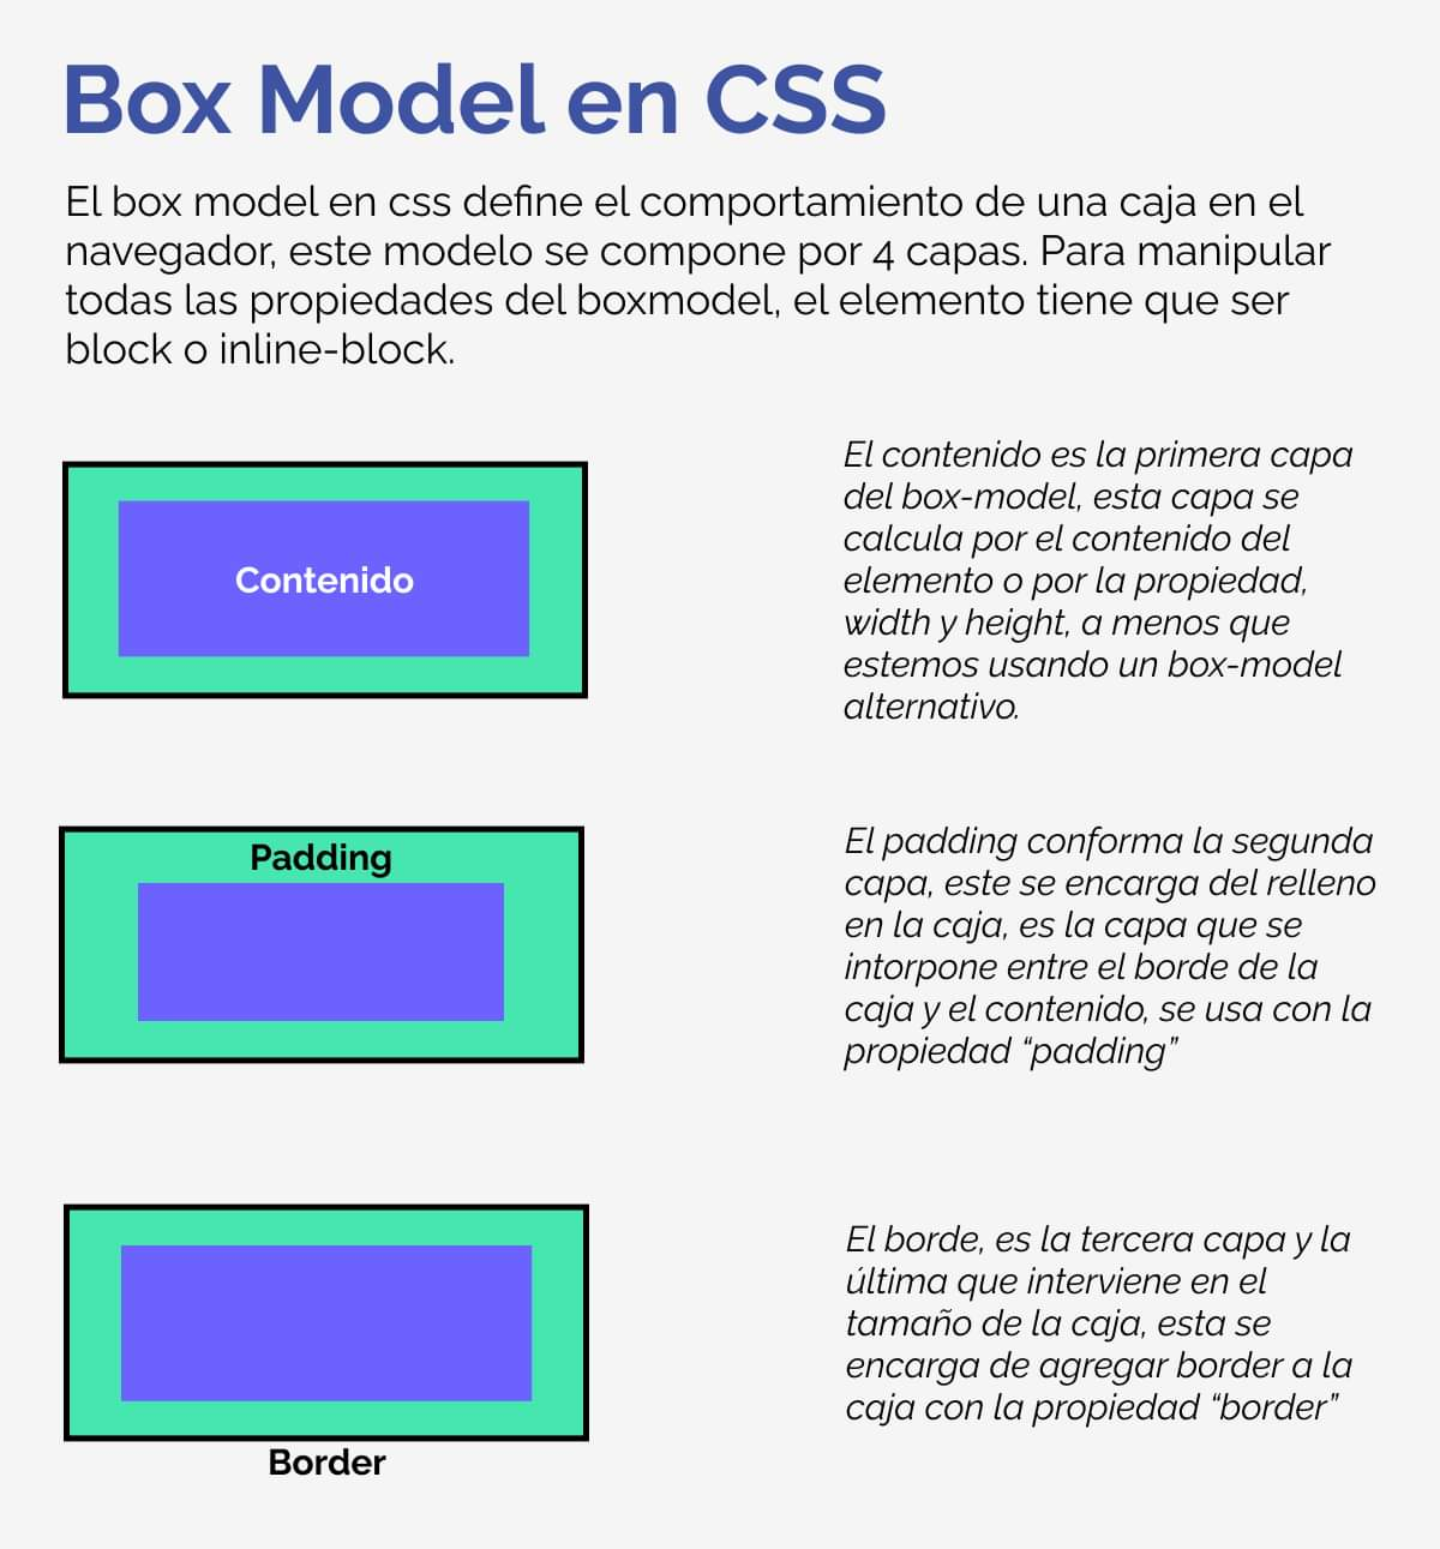 Box Model en CSS
El box model en css define el comportamiento de una caja en el
navegador, este modelo se compone por 4 capas. Para manipular
todas las propiedades del boxmodel, el elemento tiene que ser
block o inline-block.
Contenido
El contenido es la primera capa
del box-model, esta capa se
calcula por el contenido del
elemento o por la propiedad,
width y height, a menos que
estemos usando un box-model
alternativo.
Padding
El padding conforma la segunda
capa, este se encarga del relleno
en la caja, es la capa que se
intorpone entre el borde de la
caja y el contenido, se usa con la
propiedad “padding”
El borde, es la tercera capa y la
última que interviene en el
tamaño de la caja, esta se
encarga de agregar border a la
caja con la propiedad “border”
Border